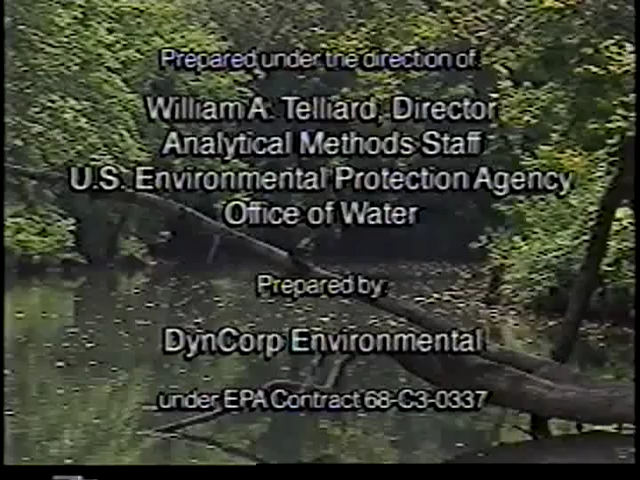 Prepared under the direction of:
William A. Telliard, Director
Analytical Methods Staff
U.S. Environmental Protection Agency
Office of Water
Prepared by:
DynCorp Environmental
under EPA Contract 68-C3-0337